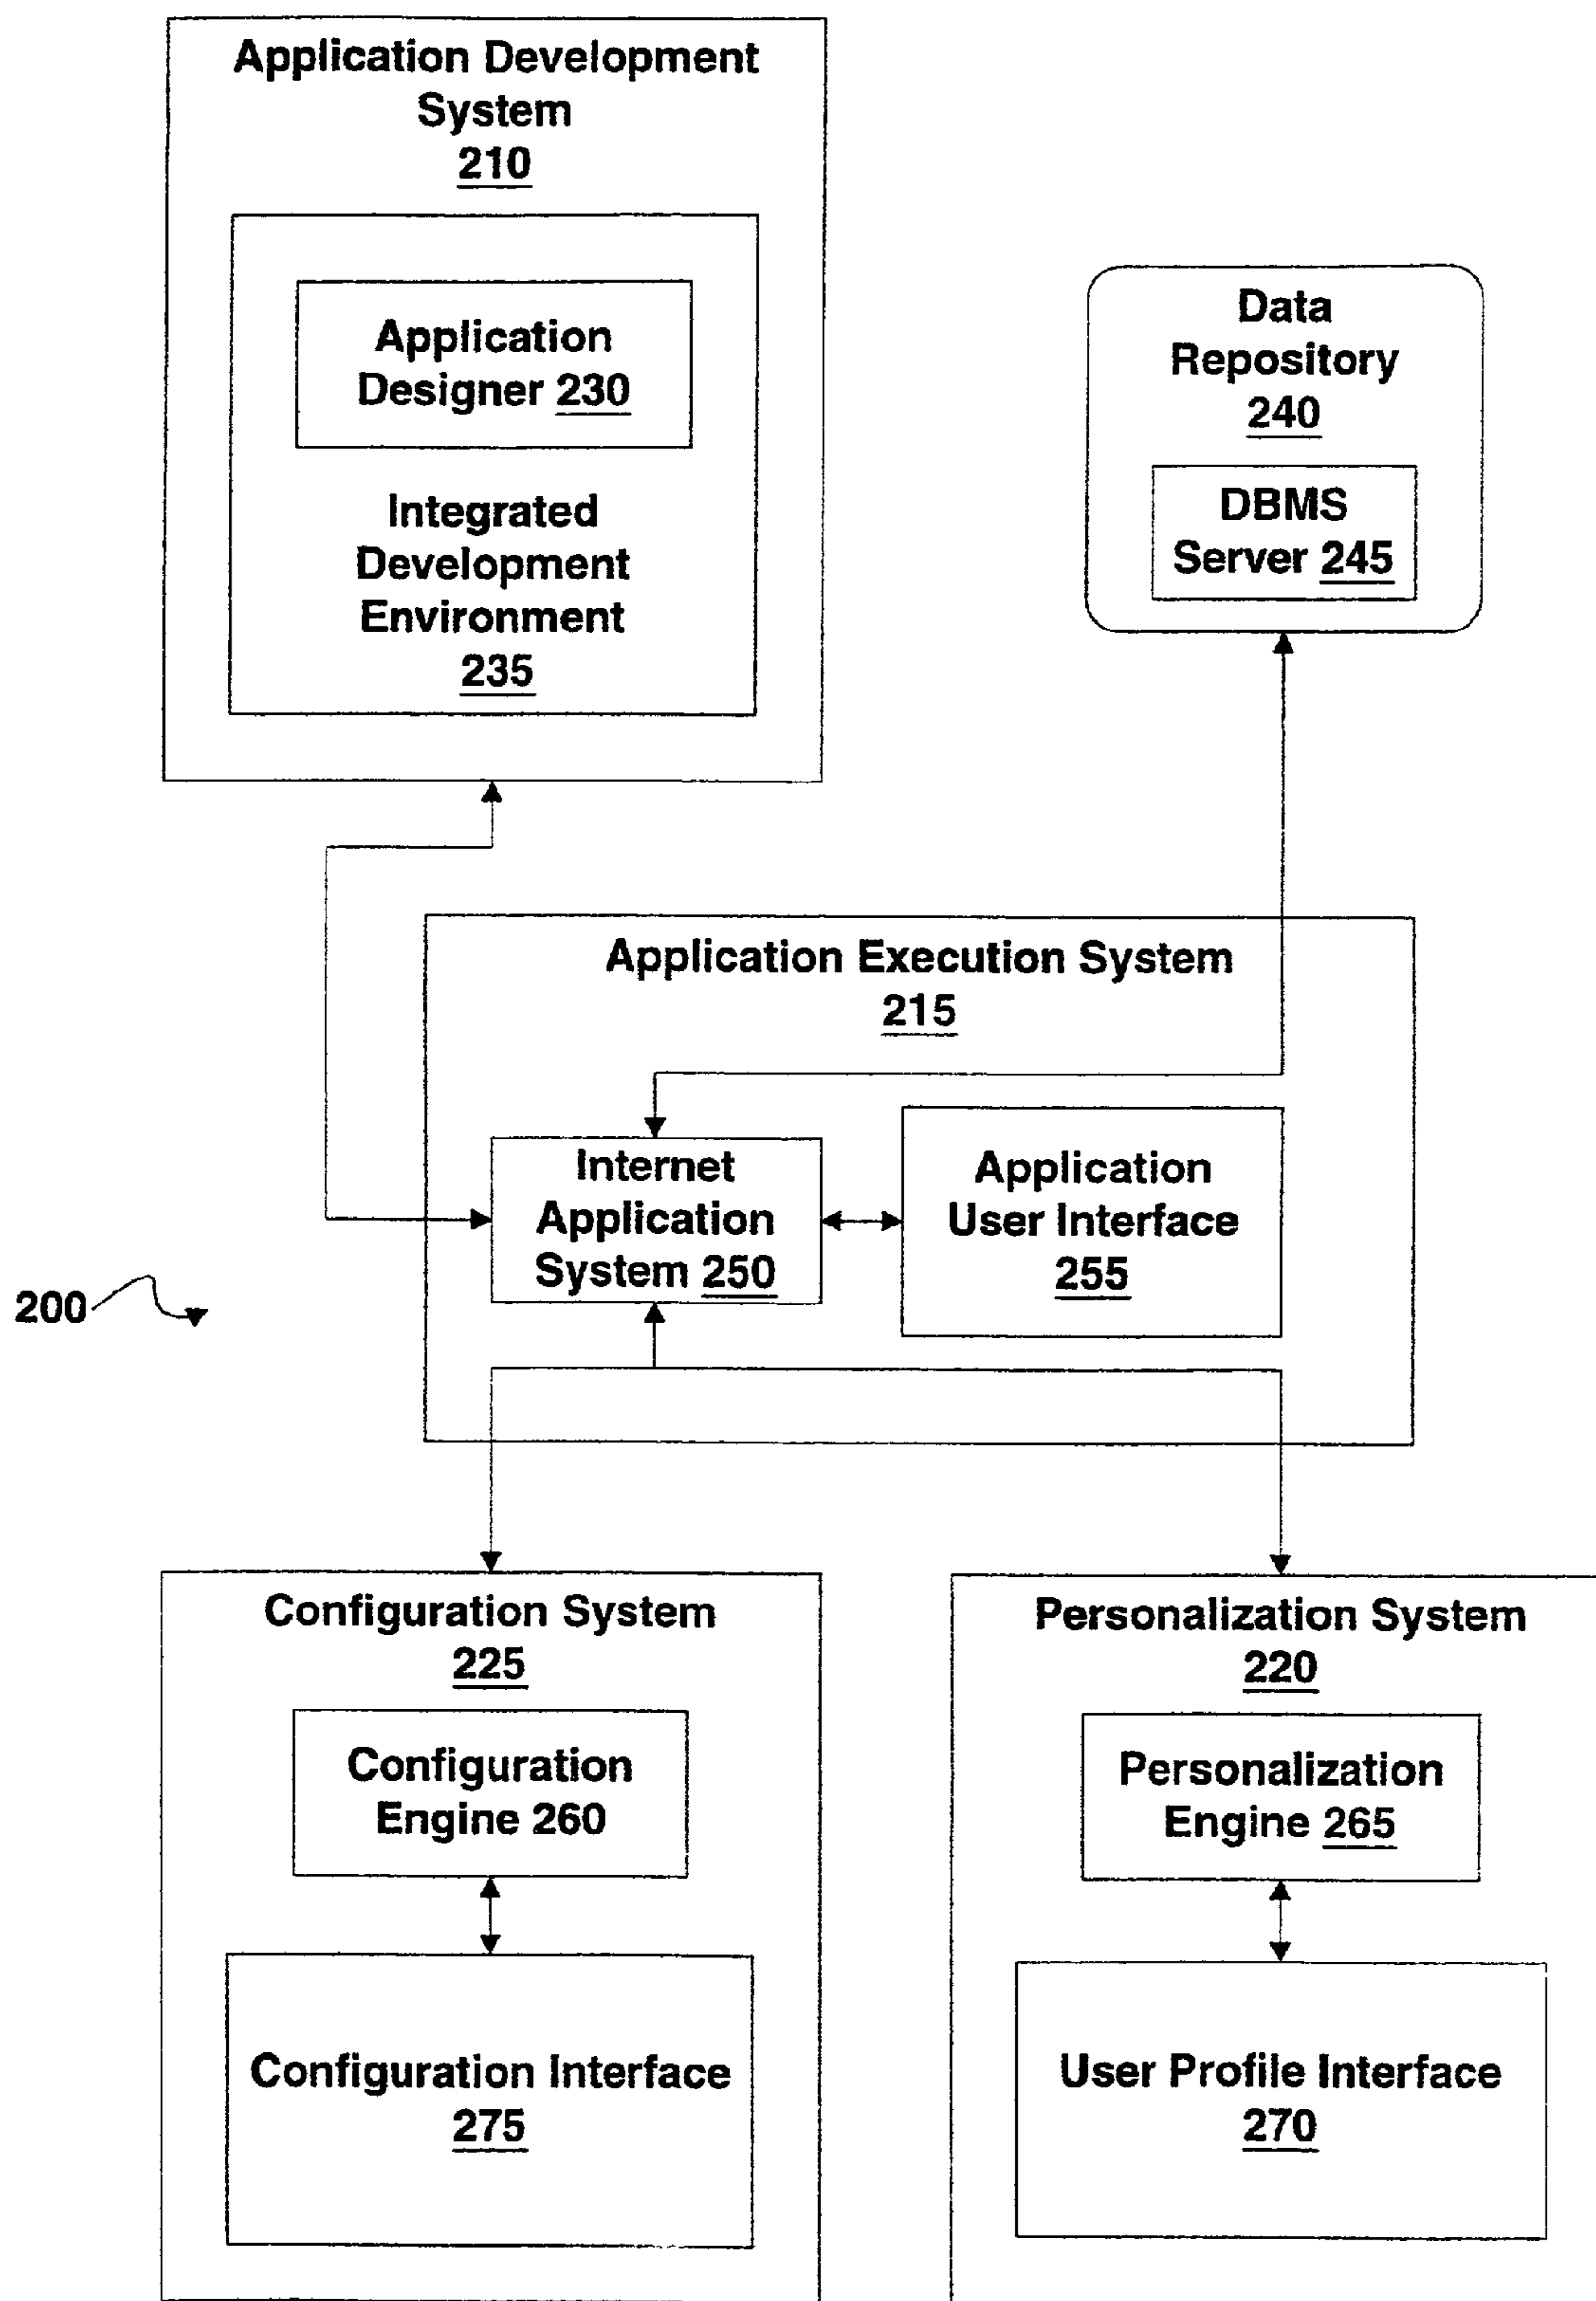 Application Development
System
210
Application
Designer 230
Integrated
Development
Environment
235
Data
Repository
240
DBMS
Server 245
Application Execution System
215
Internet
Application
System 250
Application
User Interface
255
200
Configuration System
225
Configuration
Engine 260
Configuration Interface
275
Personalization System
220
Personalization
Engine 265
User Profile Interface
270